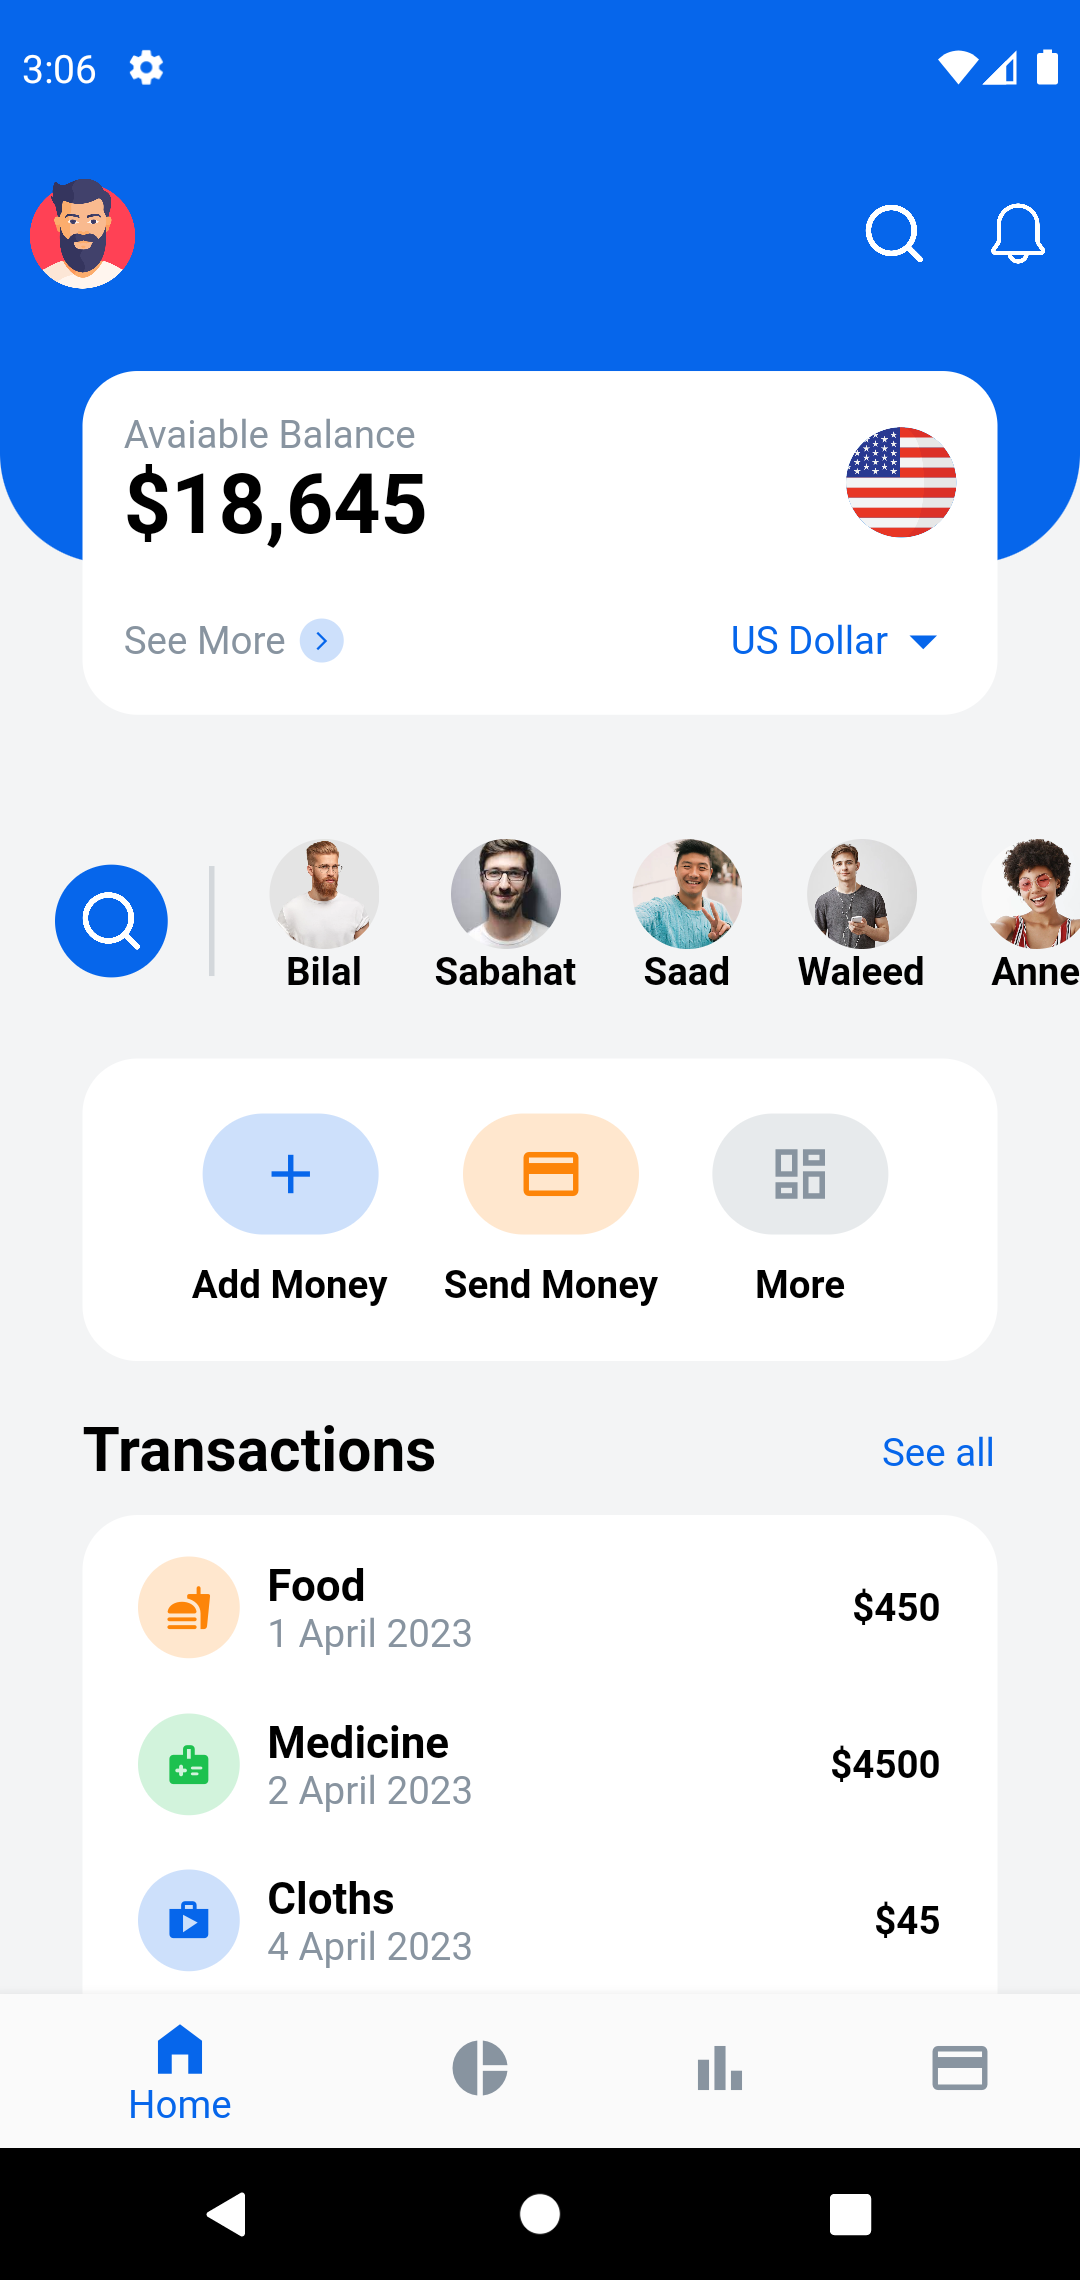 3:06
Avaiable Balance
$18,645
See More
US Dollar
Bilal
Sabahat
Saad
Waleed
Anne
Add Money
Send Money
More
Transactions
See all
Food
1 April 2023
$450
Medicine
2 April 2023
$4500
Cloths
4 April 2023
$45
Home